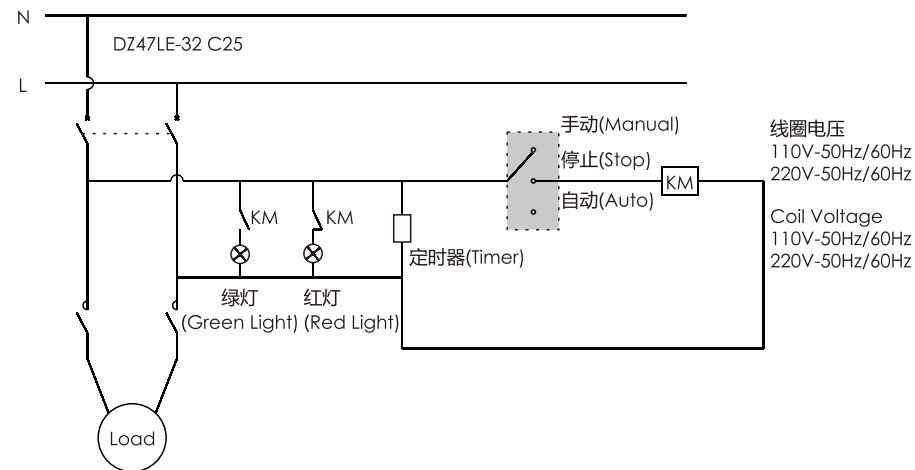 N
DZ47LE-32 C25
L
手动(Manual)
停止(Stop)
自动(Auto)
KM
线圈电压
110V-50Hz/60Hz
220V-50Hz/60Hz
Coil Voltage
110V-50Hz/60Hz
220V-50Hz/60Hz
KM
KM
定时器(Timer)
绿灯
(Green Light)
红灯
(Red Light)
Load